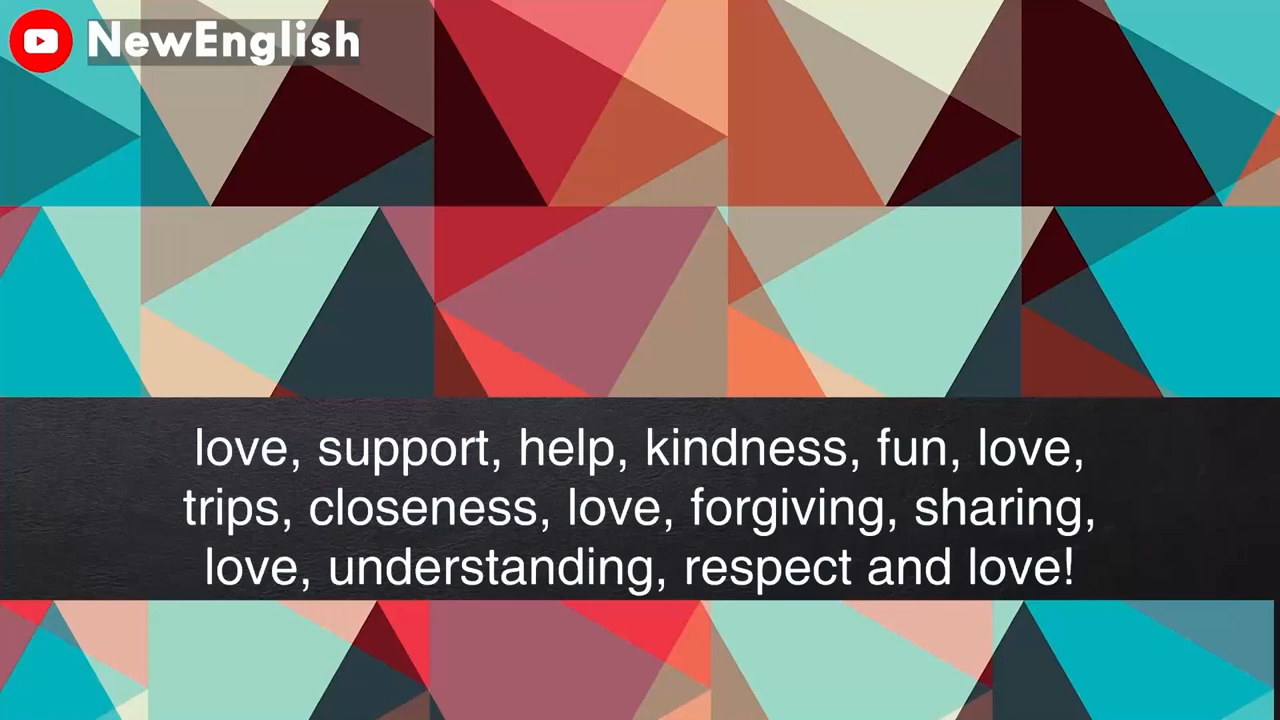 NewEnglish
love, support, help, kindness, fun, love,
trips, closeness, love, forgiving, sharing,
love, understanding, respect and love!